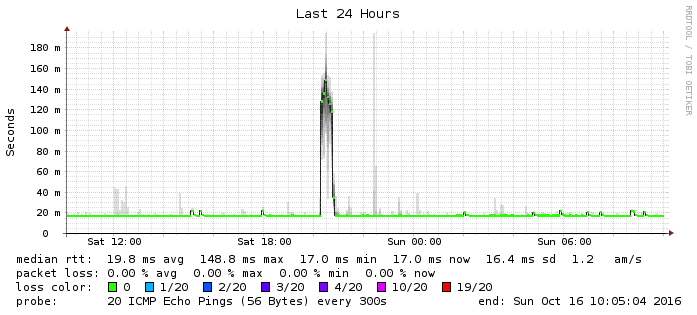 Last 24 Hours
RRDTOOL / TOBI OETIKER
Seconds
180 m
160 m
140 m
120 m
100 m
80 m
60 m
40 m
20 m
0
Sat 12:00 Sat 18:00 Sun 00:00 Sun 06:00
median rtt: 19.8 ms avg 148.8 ms max 17.0 ms min 17.0 ms now 16.4 ms sd 1.2 am/s
packet loss: 0.00 % avg 0.00 % max 0.00 % min 0.00 % now
loss color: 0 1/20 2/20 3/20 4/20 10/20 19/20
probe: 20 ICMP Echo Pings (56 Bytes) every 300s end: Sun Oct 16 10:05:04 2016